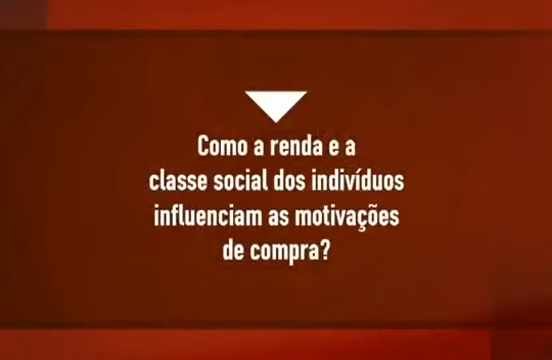 Como a renda e a
classe social dos indivíduos
influenciam as motivações
de compra?